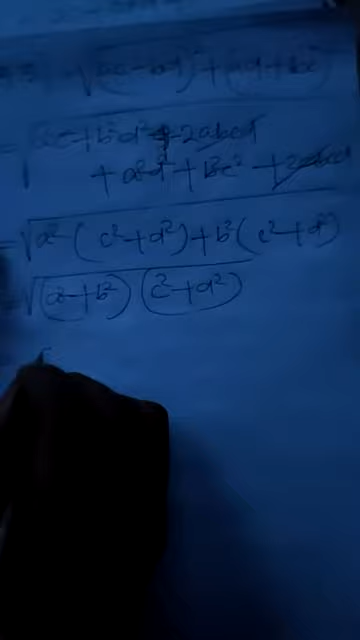 √(ac-bd)²+(ad+bc)²
= √a²c²+b²d²-2abcd
+a²d²+b²c²+2abcd
= √a²(c²+d²)+b²(c²+d²)
= √(a²+b²)(c²+d²)